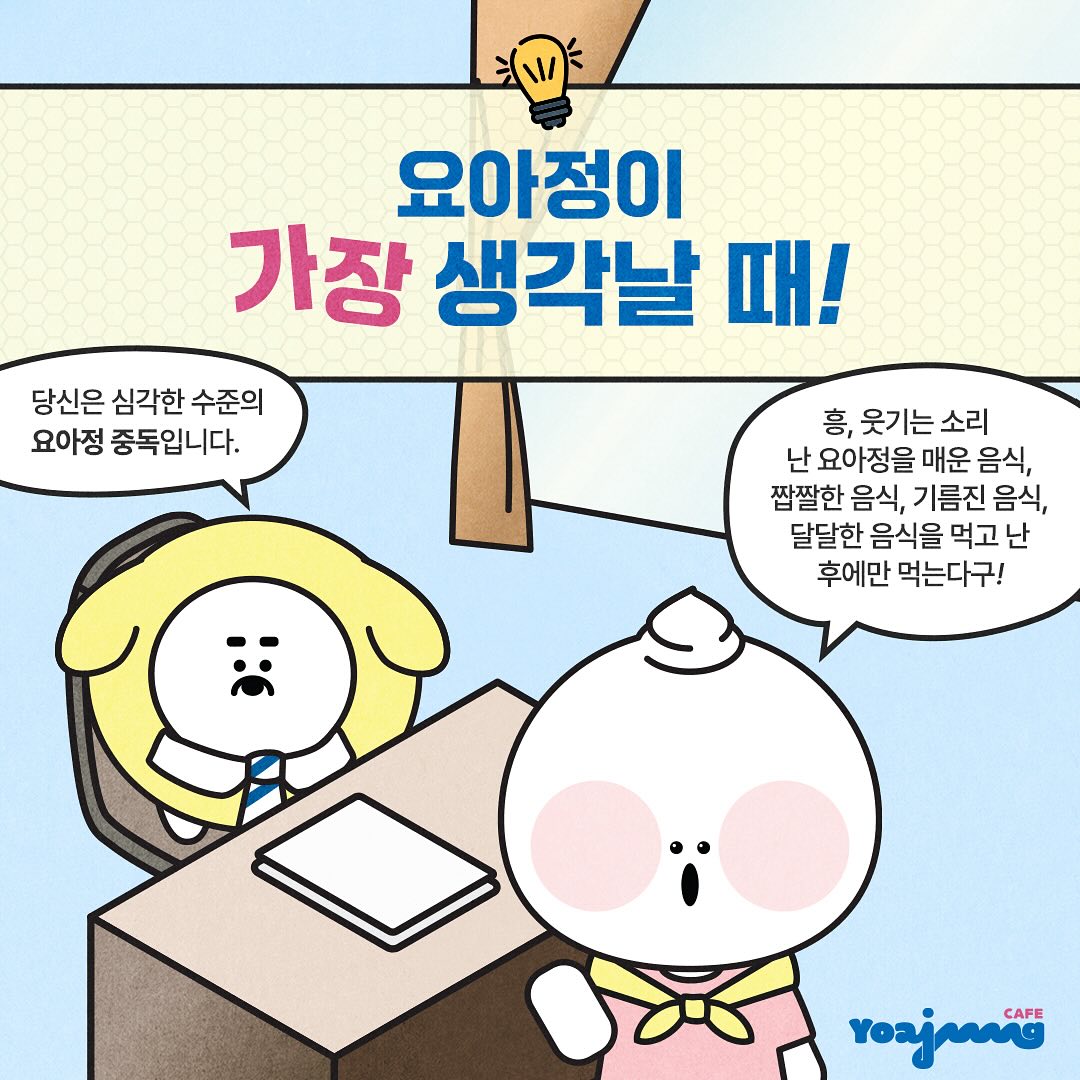 요아정이
가장 생각날 때!
당신은 심각한 수준의
요아정 중독입니다.
흥, 웃기는 소리
난 요아정을 매운 음식,
짭짤한 음식, 기름진 음식,
달달한 음식을 먹고 난
후에만 먹는다구!
CAFE
Yoajung